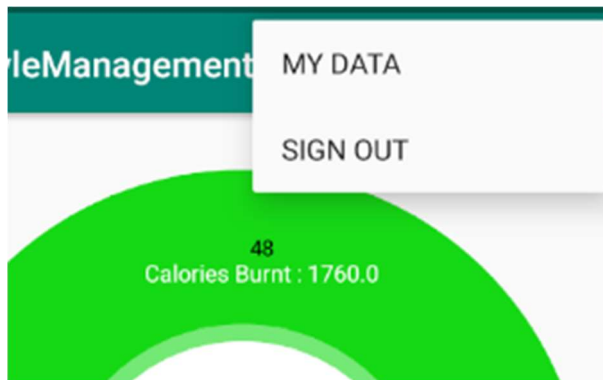 yleManagement
MY DATA
SIGN OUT
48
Calories Burnt : 1760.0